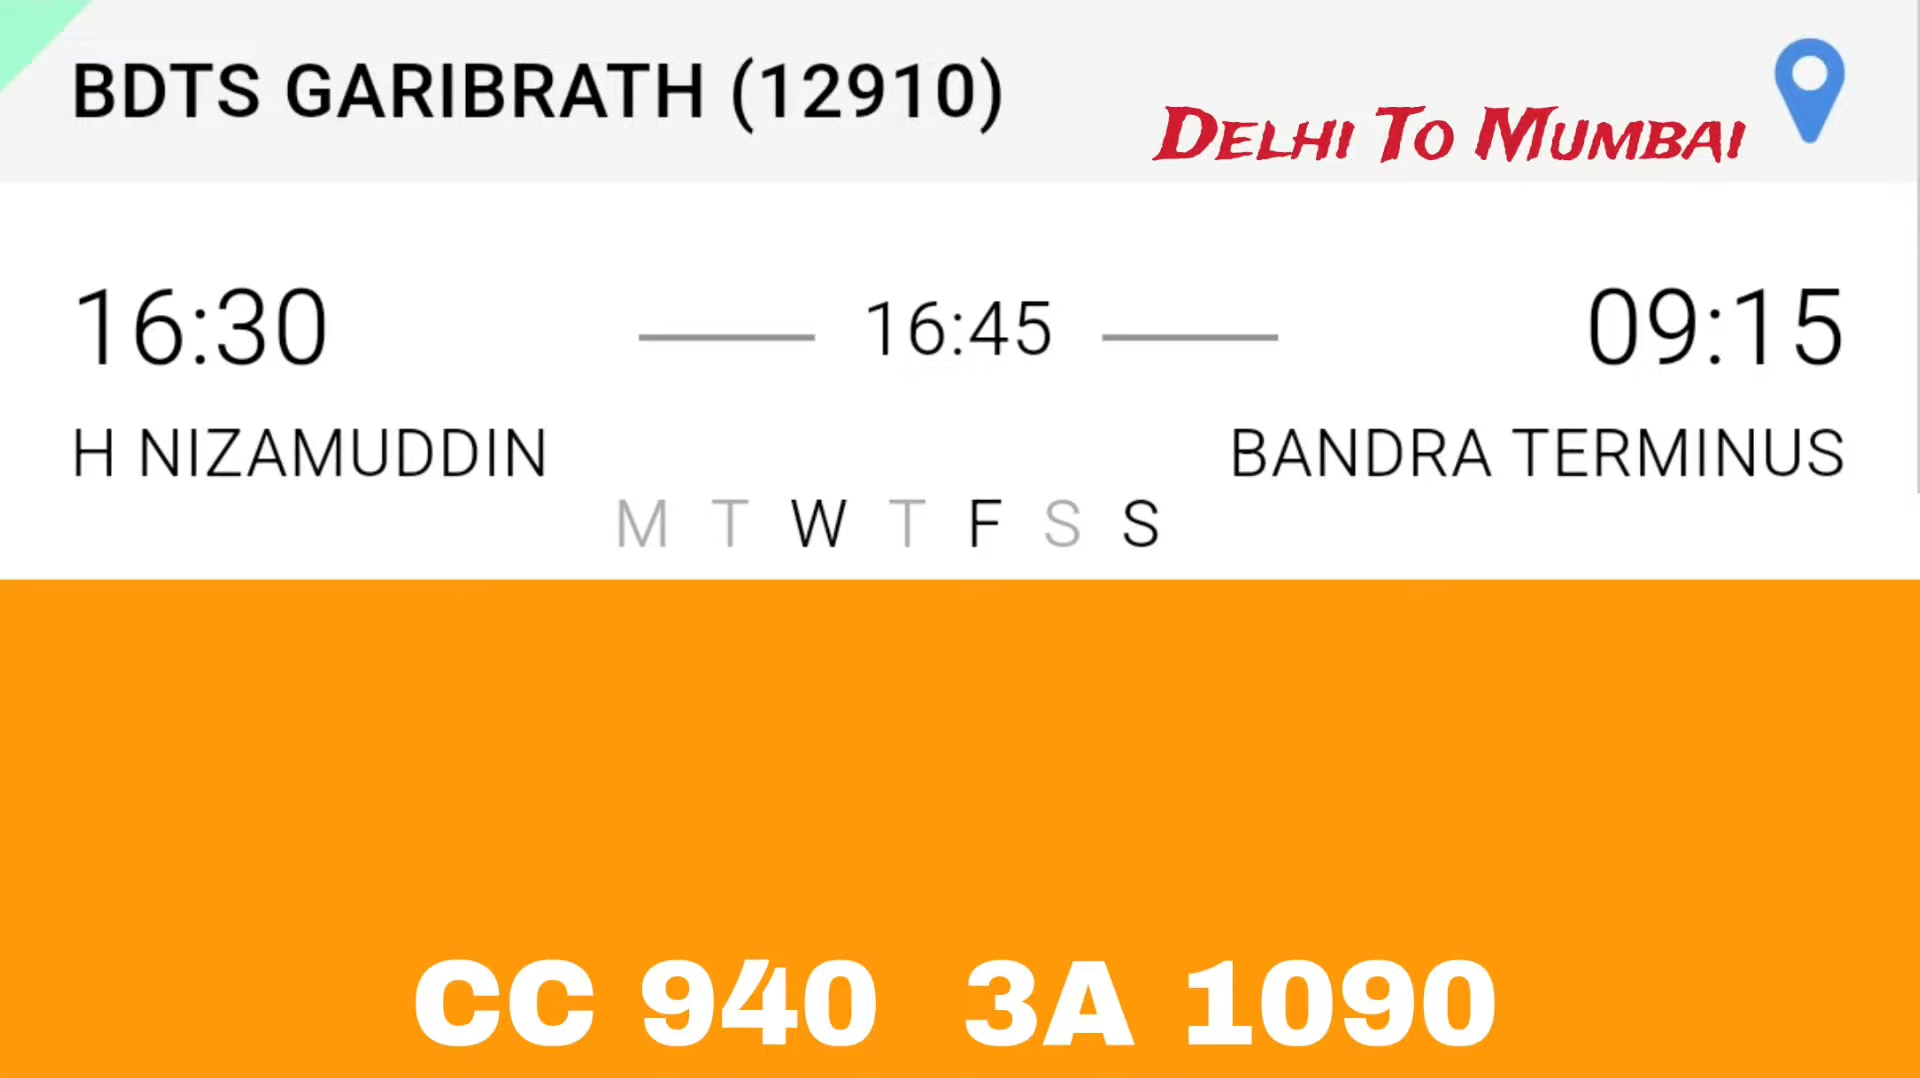 BDTS GARIBRATH (12910)
DELHI TO MUMBAI
16:30 16:45 09:15
H NIZAMUDDIN BANDRA TERMINUS
M T W T F S S
CC 940 3A 1090